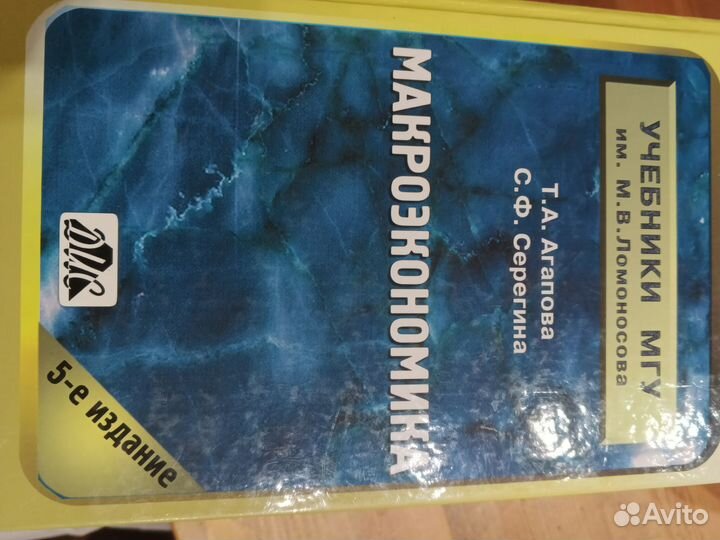 УЧЕБНИКИ МГУ
им. М.В.Ломоносова
Т.А. Агапова
С.Ф. Серегина
МАКРОЭКОНОМИКА
ДИС
5-е издание
Avito